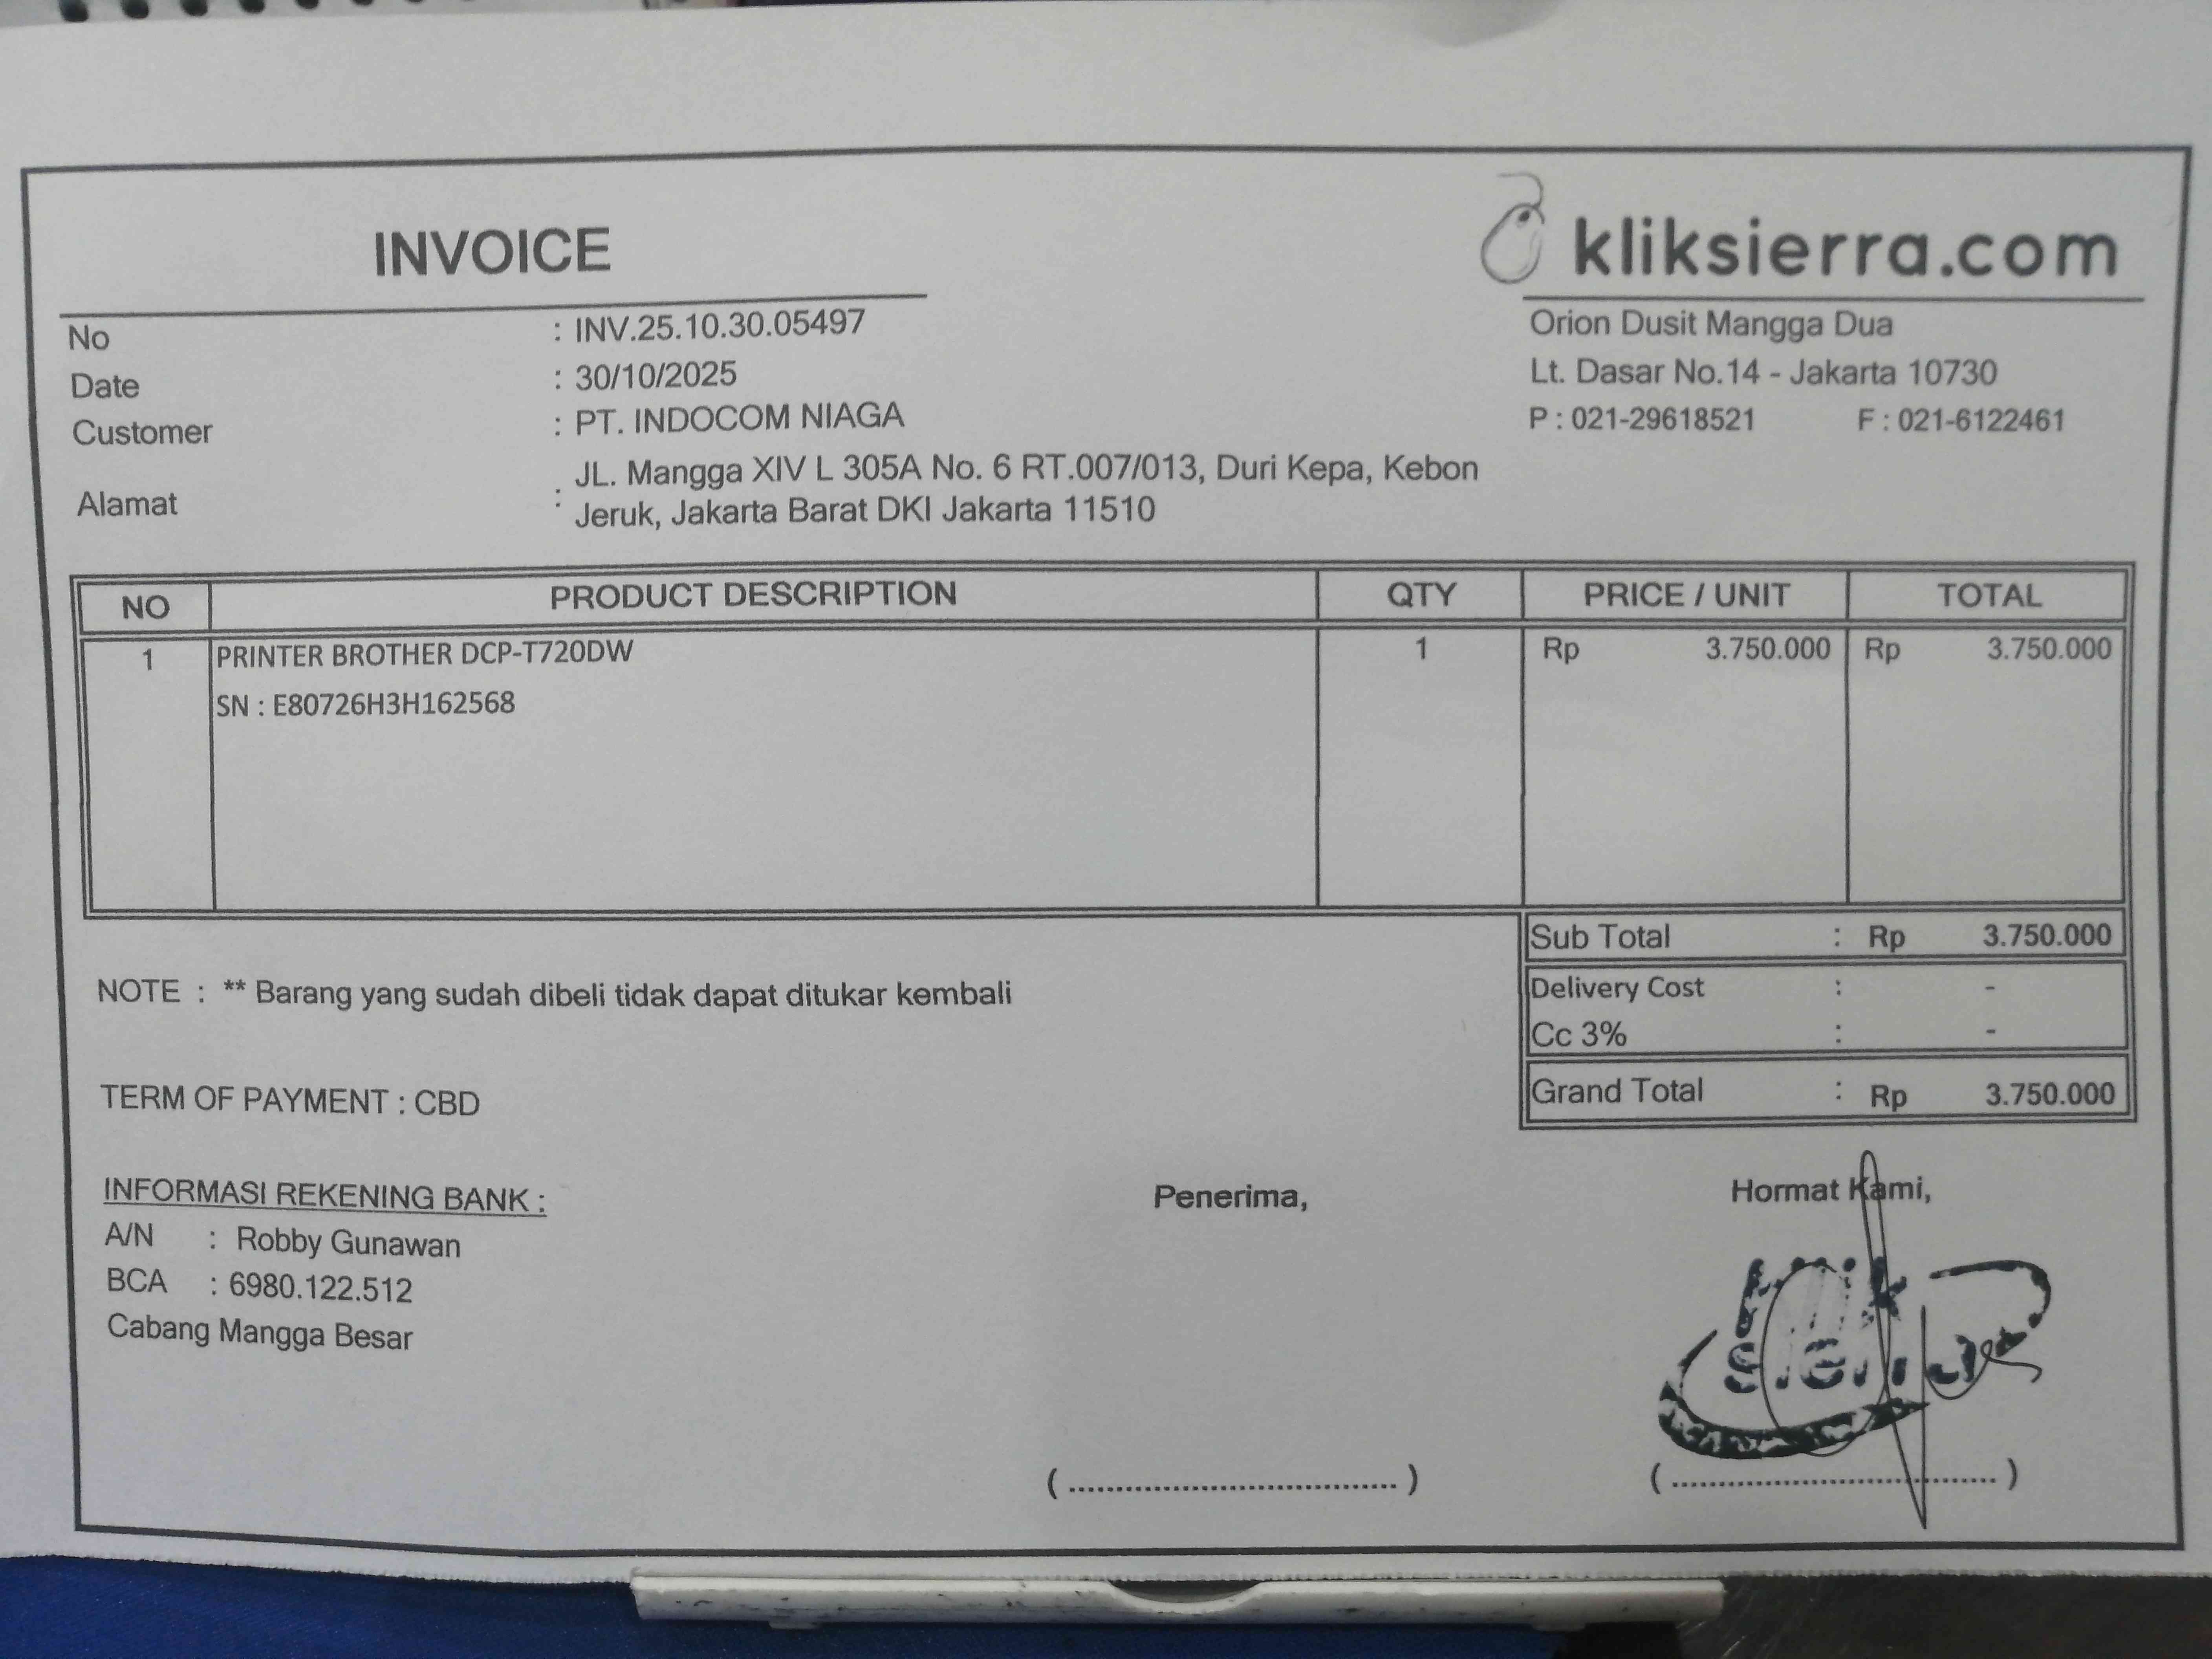 INVOICE
kliksierra.com
No : INV.25.10.30.05497
Date : 30/10/2025
Customer : PT. INDOCOM NIAGA
Alamat : JL. Mangga XIV L 305A No. 6 RT.007/013, Duri Kepa, Kebon
Jeruk, Jakarta Barat DKI Jakarta 11510
Orion Dusit Mangga Dua
Lt. Dasar No.14 - Jakarta 10730
P : 021-29618521 F : 021-6122461
NO PRODUCT DESCRIPTION QTY PRICE / UNIT TOTAL
1 PRINTER BROTHER DCP-T720DW 1 Rp 3.750.000 Rp 3.750.000
SN : E80726H3H162568
Sub Total : Rp 3.750.000
Delivery Cost : -
Cc 3% : -
Grand Total : Rp 3.750.000
NOTE : ** Barang yang sudah dibeli tidak dapat ditukar kembali
TERM OF PAYMENT : CBD
INFORMASI REKENING BANK :
A/N : Robby Gunawan
BCA : 6980.122.512
Cabang Mangga Besar
Penerima,
(..................................)
Hormat Kami,
klik
sierra
(..................................)